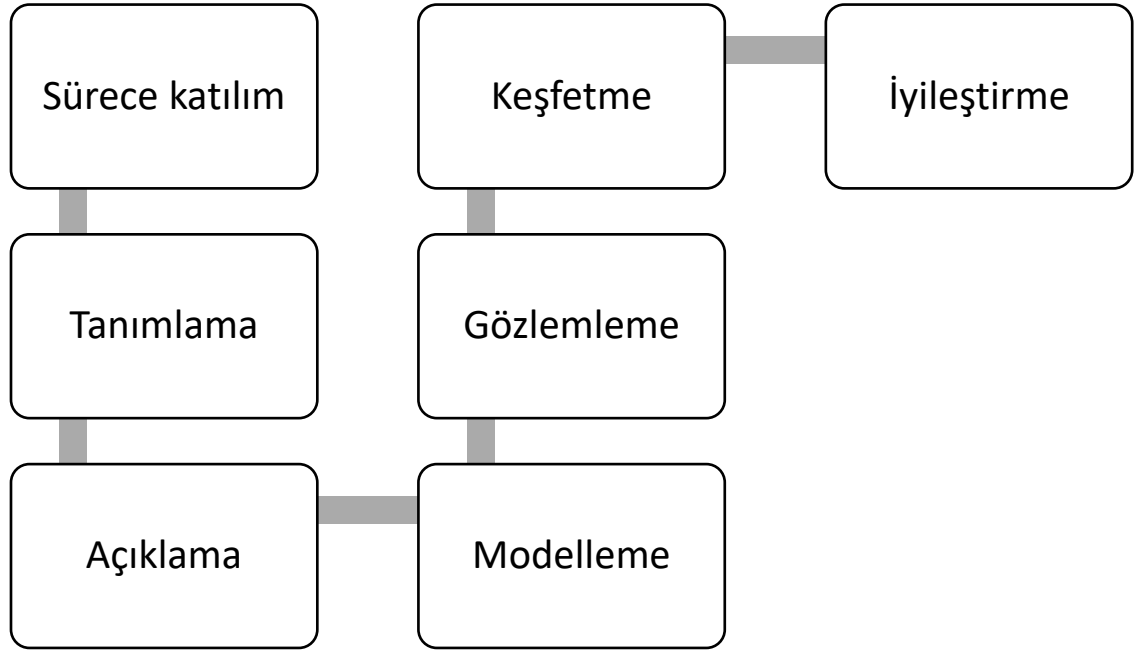 Sürece katılım
Tanımlama
Açıklama
Modelleme
Gözlemleme
Keşfetme
İyileştirme